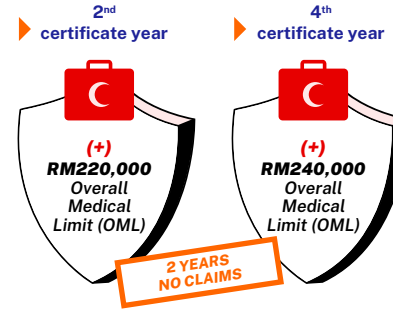 2nd
certificate year
(+)
RM220,000
Overall
Medical
Limit (OML)
4th
certificate year
(+)
RM240,000
Overall
Medical
Limit (OML)
2 YEARS
NO CLAIMS